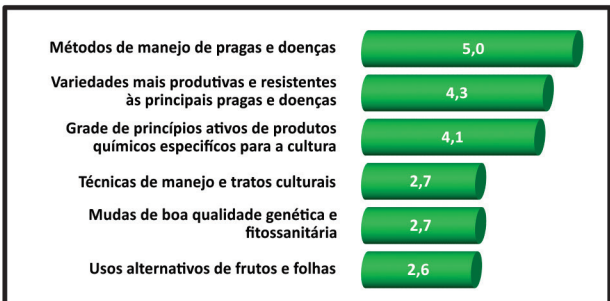 Métodos de manejo de pragas e doenças 5,0
Variedades mais produtivas e resistentes
às principais pragas e doenças 4,3
Grade de princípios ativos de produtos
químicos especifícos para a cultura 4,1
Técnicas de manejo e tratos culturais 2,7
Mudas de boa qualidade genética e
fitossanitária 2,7
Usos alternativos de frutos e folhas 2,6